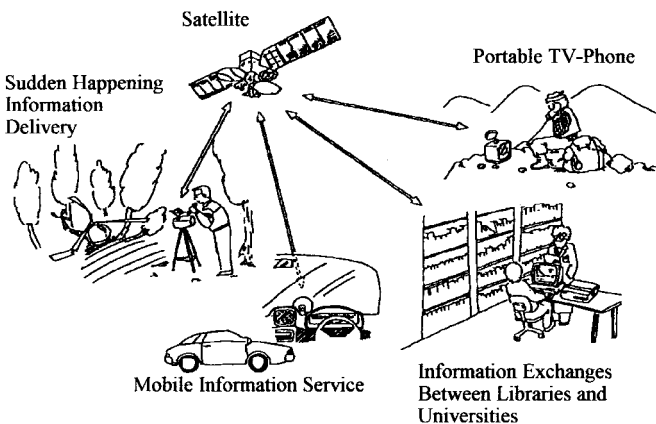 Satellite
Portable TV-Phone
Sudden Happening
Information
Delivery
Mobile Information Service
Information Exchanges
Between Libraries and
Universities